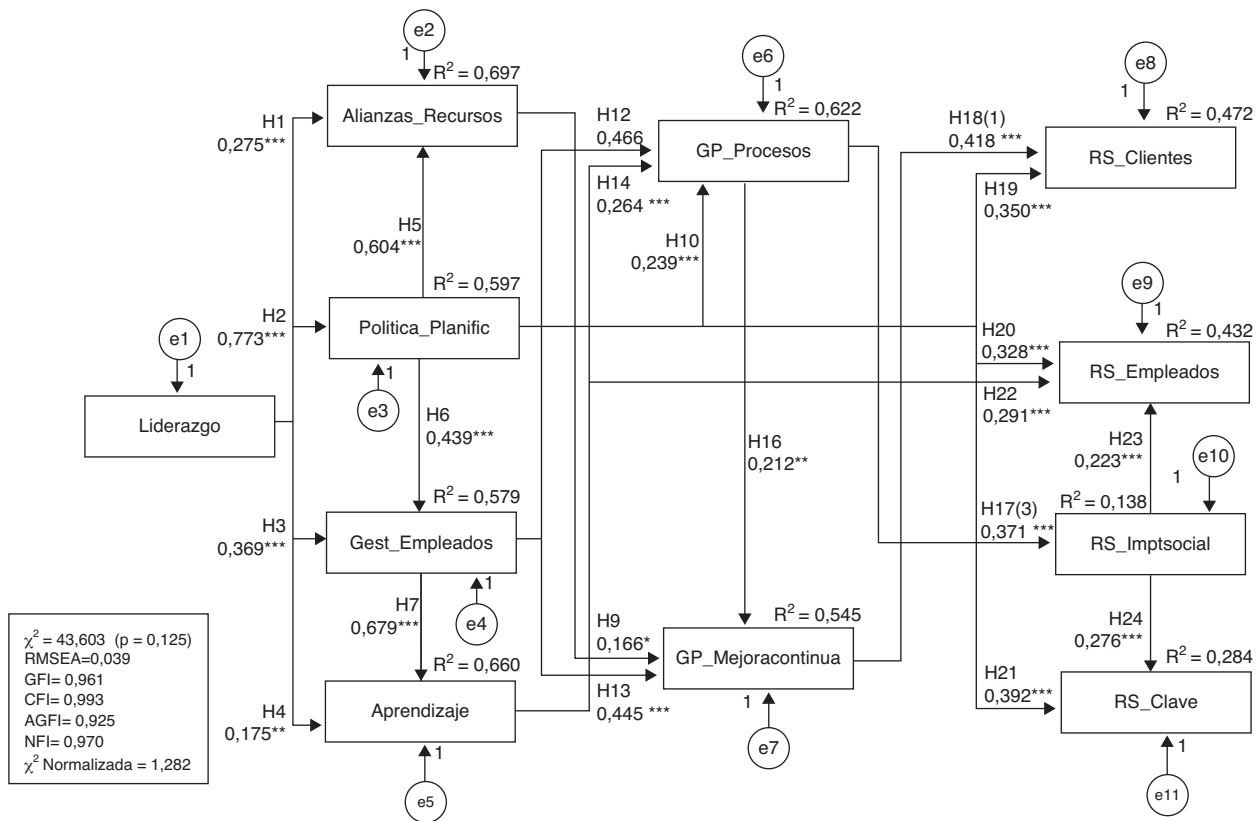 e2
1
R² = 0,697
Alianzas_Recursos
H1
0,275***
H5
0,604***
R² = 0,597
Politica_Planific
H2
0,773***
1
e3
e1
1
Liderazgo
H6
0,439***
R² = 0,579
Gest_Empleados
H3
0,369***
1
e4
H7
0,679***
R² = 0,660
Aprendizaje
H4
0,175**
1
e5
χ² = 43,603 (p = 0,125)
RMSEA=0,039
GFI= 0,961
CFI= 0,993
AGFI= 0,925
NFI= 0,970
χ² Normalizada = 1,282
e6
1
R² = 0,622
GP_Procesos
H12
0,466
H14
0,264 ***
H10
0,239***
H16
0,212**
R² = 0,545
GP_Mejoracontinua
H9
0,166*
H13
0,445 ***
1
e7
e8
1
R² = 0,472
RS_Clientes
H18(1)
0,418 ***
H19
0,350***
e9
1
R² = 0,432
RS_Empleados
H20
0,328***
H22
0,291***
H23
0,223***
e10
1
R² = 0,138
RS_Imptsocial
H17(3)
0,371 ***
H24
0,276***
R² = 0,284
RS_Clave
H21
0,392***
1
e11